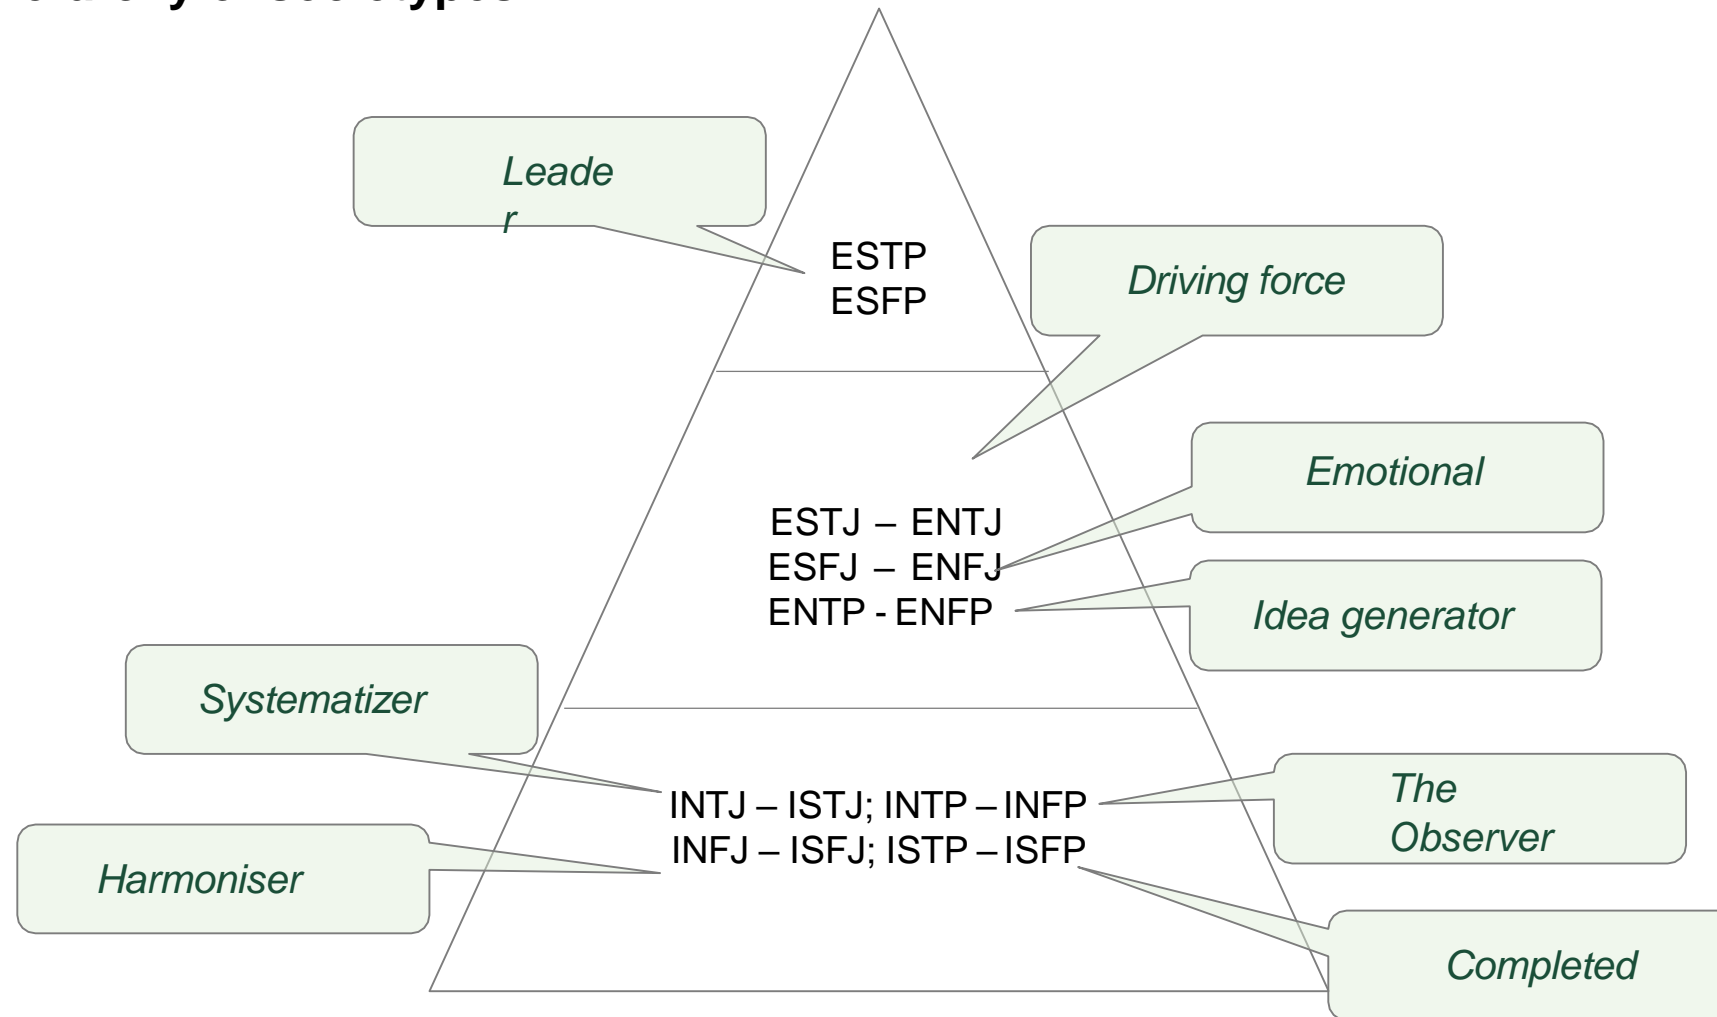 Leade
r
ESTP
ESFP
Driving force
Emotional
ESTJ – ENTJ
ESFJ – ENFJ
ENTP - ENFP
Idea generator
Systematizer
INTJ – ISTJ; INTP – INFP
INFJ – ISFJ; ISTP – ISFP
The
Observer
Harmoniser
Completed